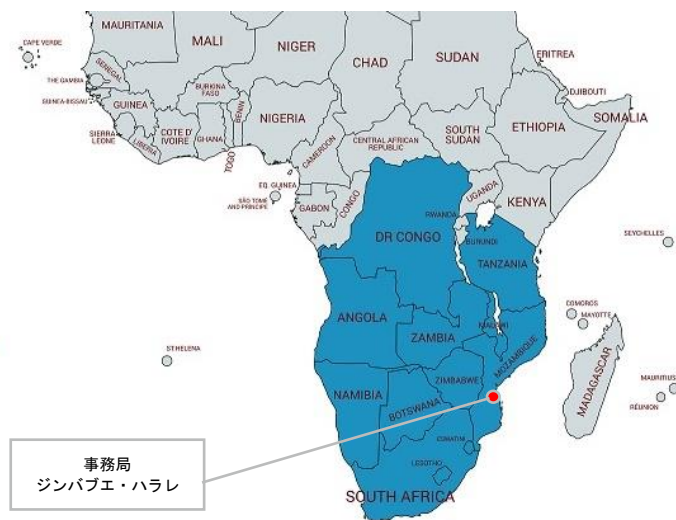 MAURITANIA
MALI
NIGER
CHAD
SUDAN
ERITREA
CAPE VERDE
SENEGAL
THE GAMBIA
GUINEA-BISSAU
GUINEA
BURKINA
FASO
BENIN
NIGERIA
DJIBOUTI
SOMALIA
ETHIOPIA
SIERRA
LEONE
LIBERIA
COTE D'
IVOIRE
GHANA
TOGO
CAMEROON
CENTRAL AFRICAN
REPUBLIC
SOUTH
SUDAN
EQ. GUINEA
SÃO TOMÉ
AND PRINCIPE
GABON
CONGO
UGANDA
KENYA
RWANDA
DR CONGO
BURUNDI
TANZANIA
SEYCHELLES
COMOROS
MAYOTTE
ANGOLA
ZAMBIA
MALAWI
MOZAMBIQUE
ST.HELENA
MADAGASCAR
MAURITIUS
RÉUNION
NAMIBIA
ZIMBABWE
BOTSWANA
ESWATINI
LESOTHO
SOUTH AFRICA
事務局
ジンバブエ・ハラレ